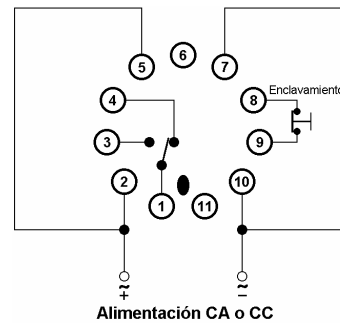 5 6 7
4 8 Enclavamiento
3 9
2 10
1 11
~ ~
+ −
Alimentación CA o CC